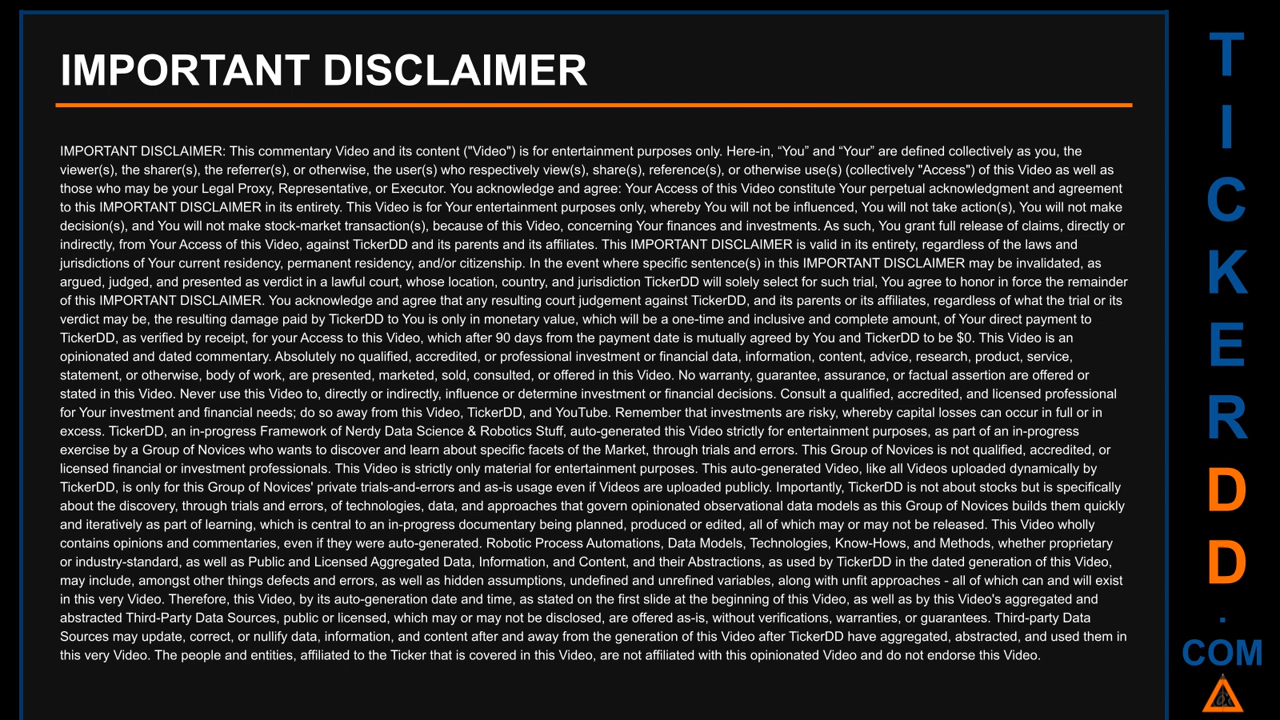 IMPORTANT DISCLAIMER
IMPORTANT DISCLAIMER: This commentary Video and its content ("Video") is for entertainment purposes only. Here-in, “You” and “Your” are defined collectively as you, the
viewer(s), the sharer(s), the referrer(s), or otherwise, the user(s) who respectively view(s), share(s), reference(s), or otherwise use(s) (collectively "Access") of this Video as well as
those who may be your Legal Proxy, Representative, or Executor. You acknowledge and agree: Your Access of this Video constitute Your perpetual acknowledgment and agreement
to this IMPORTANT DISCLAIMER in its entirety. This Video is for Your entertainment purposes only, whereby You will not be influenced, You will not take action(s), You will not make
decision(s), and You will not make stock-market transaction(s), because of this Video, concerning Your finances and investments. As such, You grant full release of claims, directly or
indirectly, from Your Access of this Video, against TickerDD and its parents and its affiliates. This IMPORTANT DISCLAIMER is valid in its entirety, regardless of the laws and
jurisdictions of Your current residency, permanent residency, and/or citizenship. In the event where specific sentence(s) in this IMPORTANT DISCLAIMER may be invalidated, as
argued, judged, and presented as verdict in a lawful court, whose location, country, and jurisdiction TickerDD will solely select for such trial, You agree to honor in force the remainder
of this IMPORTANT DISCLAIMER. You acknowledge and agree that any resulting court judgement against TickerDD, and its parents or its affiliates, regardless of what the trial or its
verdict may be, the resulting damage paid by TickerDD to You is only in monetary value, which will be a one-time and inclusive and complete amount, of Your direct payment to
TickerDD, as verified by receipt, for your Access to this Video, which after 90 days from the payment date is mutually agreed by You and TickerDD to be $0. This Video is an
opinionated and dated commentary. Absolutely no qualified, accredited, or professional investment or financial data, information, content, advice, research, product, service,
statement, or otherwise, body of work, are presented, marketed, sold, consulted, or offered in this Video. No warranty, guarantee, assurance, or factual assertion are offered or
stated in this Video. Never use this Video to, directly or indirectly, influence or determine investment or financial decisions. Consult a qualified, accredited, and licensed professional
for Your investment and financial needs; do so away from this Video, TickerDD, and YouTube. Remember that investments are risky, whereby capital losses can occur in full or in
excess. TickerDD, an in-progress Framework of Nerdy Data Science & Robotics Stuff, auto-generated this Video strictly for entertainment purposes, as part of an in-progress
exercise by a Group of Novices who wants to discover and learn about specific facets of the Market, through trials and errors. This Group of Novices is not qualified, accredited, or
licensed financial or investment professionals. This Video is strictly only material for entertainment purposes. This auto-generated Video, like all Videos uploaded dynamically by
TickerDD, is only for this Group of Novices' private trials-and-errors and as-is usage even if Videos are uploaded publicly. Importantly, TickerDD is not about stocks but is specifically
about the discovery, through trials and errors, of technologies, data, and approaches that govern opinionated observational data models as this Group of Novices builds them quickly
and iteratively as part of learning, which is central to an in-progress documentary being planned, produced or edited, all of which may or may not be released. This Video wholly
contains opinions and commentaries, even if they were auto-generated. Robotic Process Automations, Data Models, Technologies, Know-Hows, and Methods, whether proprietary
or industry-standard, as well as Public and Licensed Aggregated Data, Information, and Content, and their Abstractions, as used by TickerDD in the dated generation of this Video,
may include, amongst other things defects and errors, as well as hidden assumptions, undefined and unrefined variables, along with unfit approaches - all of which can and will exist
in this very Video. Therefore, this Video, by its auto-generation date and time, as stated on the first slide at the beginning of this Video, as well as by this Video's aggregated and
abstracted Third-Party Data Sources, public or licensed, which may or may not be disclosed, are offered as-is, without verifications, warranties, or guarantees. Third-party Data
Sources may update, correct, or nullify data, information, and content after and away from the generation of this Video after TickerDD have aggregated, abstracted, and used them in
this very Video. The people and entities, affiliated to the Ticker that is covered in this Video, are not affiliated with this opinionated Video and do not endorse this Video.
T
I
C
K
E
R
D
D
.
COM